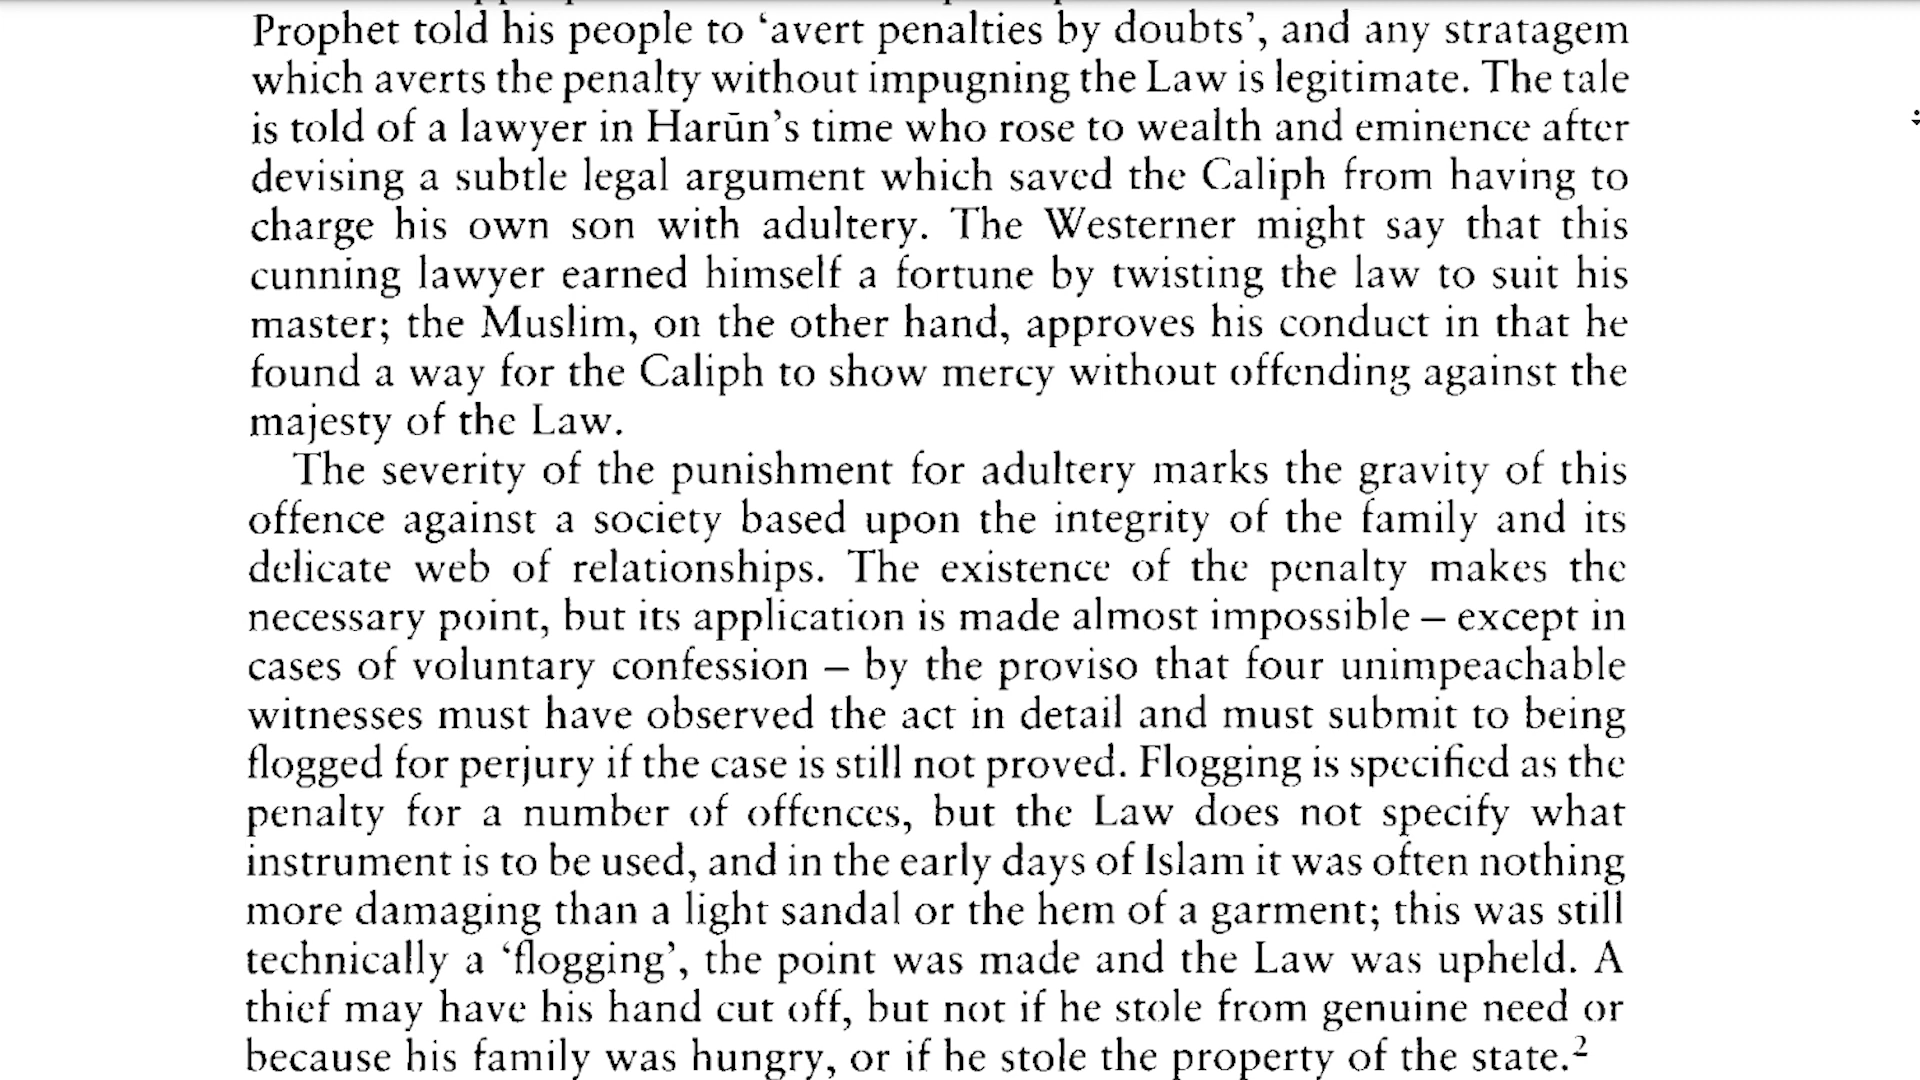 Prophet told his people to ‘avert penalties by doubts’, and any stratagem
which averts the penalty without impugning the Law is legitimate. The tale
is told of a lawyer in Harūn’s time who rose to wealth and eminence after
devising a subtle legal argument which saved the Caliph from having to
charge his own son with adultery. The Westerner might say that this
cunning lawyer earned himself a fortune by twisting the law to suit his
master; the Muslim, on the other hand, approves his conduct in that he
found a way for the Caliph to show mercy without offending against the
majesty of the Law.
The severity of the punishment for adultery marks the gravity of this
offence against a society based upon the integrity of the family and its
delicate web of relationships. The existence of the penalty makes the
necessary point, but its application is made almost impossible – except in
cases of voluntary confession – by the proviso that four unimpeachable
witnesses must have observed the act in detail and must submit to being
flogged for perjury if the case is still not proved. Flogging is specified as the
penalty for a number of offences, but the Law does not specify what
instrument is to be used, and in the early days of Islam it was often nothing
more damaging than a light sandal or the hem of a garment; this was still
technically a ‘flogging’, the point was made and the Law was upheld. A
thief may have his hand cut off, but not if he stole from genuine need or
because his family was hungry, or if he stole the property of the state.²